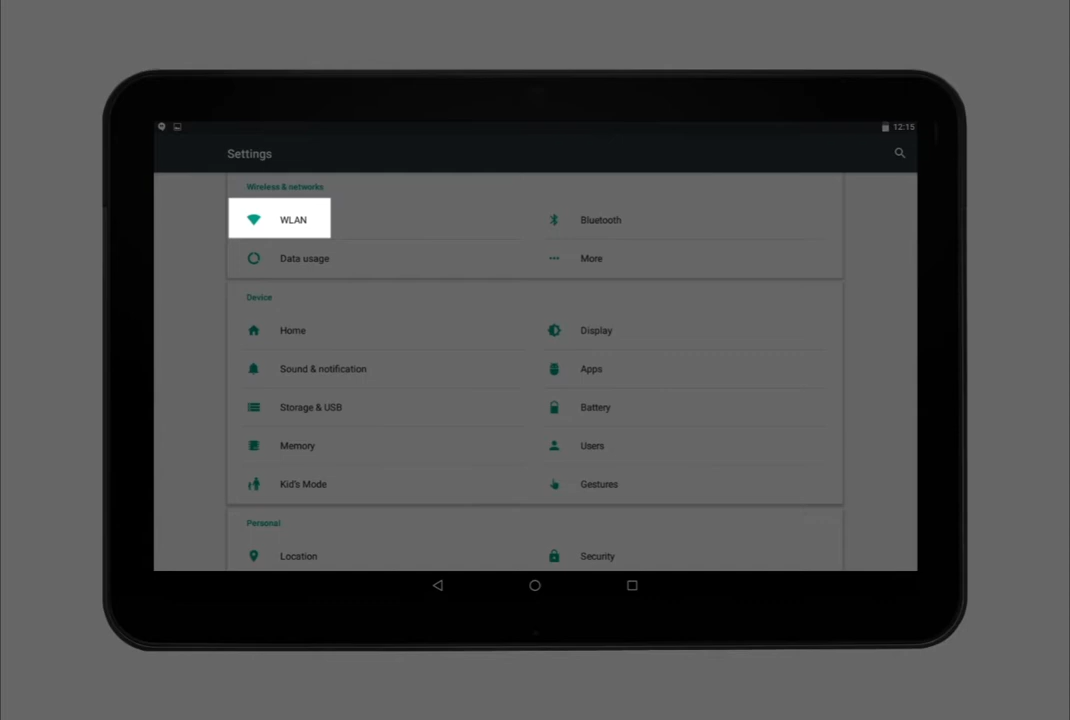 12:15
Settings
Wireless & networks
WLAN
Bluetooth
Data usage
More
Device
Home
Display
Sound & notification
Apps
Storage & USB
Battery
Memory
Users
Kid's Mode
Gestures
Personal
Location
Security